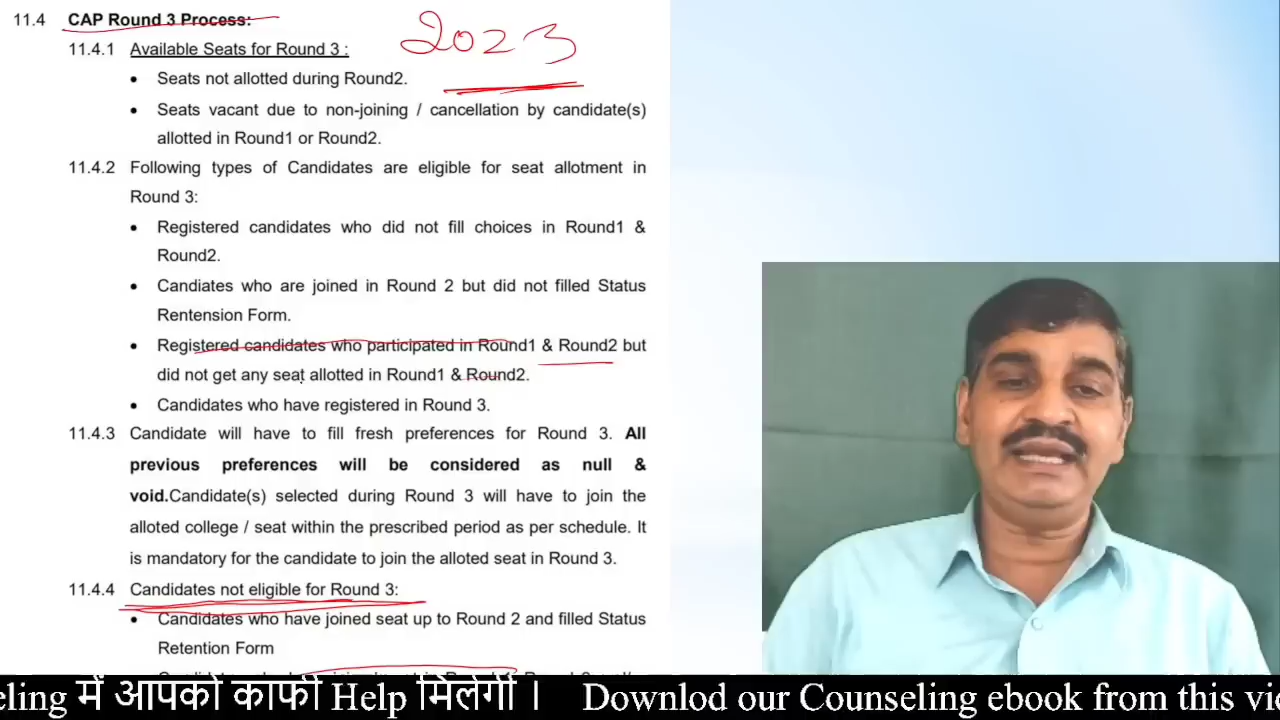 11.4 CAP Round 3 Process:
2023
11.4.1 Available Seats for Round 3 :
• Seats not allotted during Round2.
• Seats vacant due to non-joining / cancellation by candidate(s)
allotted in Round1 or Round2.
11.4.2 Following types of Candidates are eligible for seat allotment in
Round 3:
• Registered candidates who did not fill choices in Round1 &
Round2.
• Candiates who are joined in Round 2 but did not filled Status
Rentension Form.
• Registered candidates who participated in Round1 & Round2 but
did not get any seat allotted in Round1 & Round2.
• Candidates who have registered in Round 3.
11.4.3 Candidate will have to fill fresh preferences for Round 3. All
previous preferences will be considered as null &
void.Candidate(s) selected during Round 3 will have to join the
alloted college / seat within the prescribed period as per schedule. It
is mandatory for the candidate to join the alloted seat in Round 3.
11.4.4 Candidates not eligible for Round 3:
• Candidates who have joined seat up to Round 2 and filled Status
Retention Form
eling में आपको काफी Help मिलेगी । Downlod our Counseling ebook from this vi